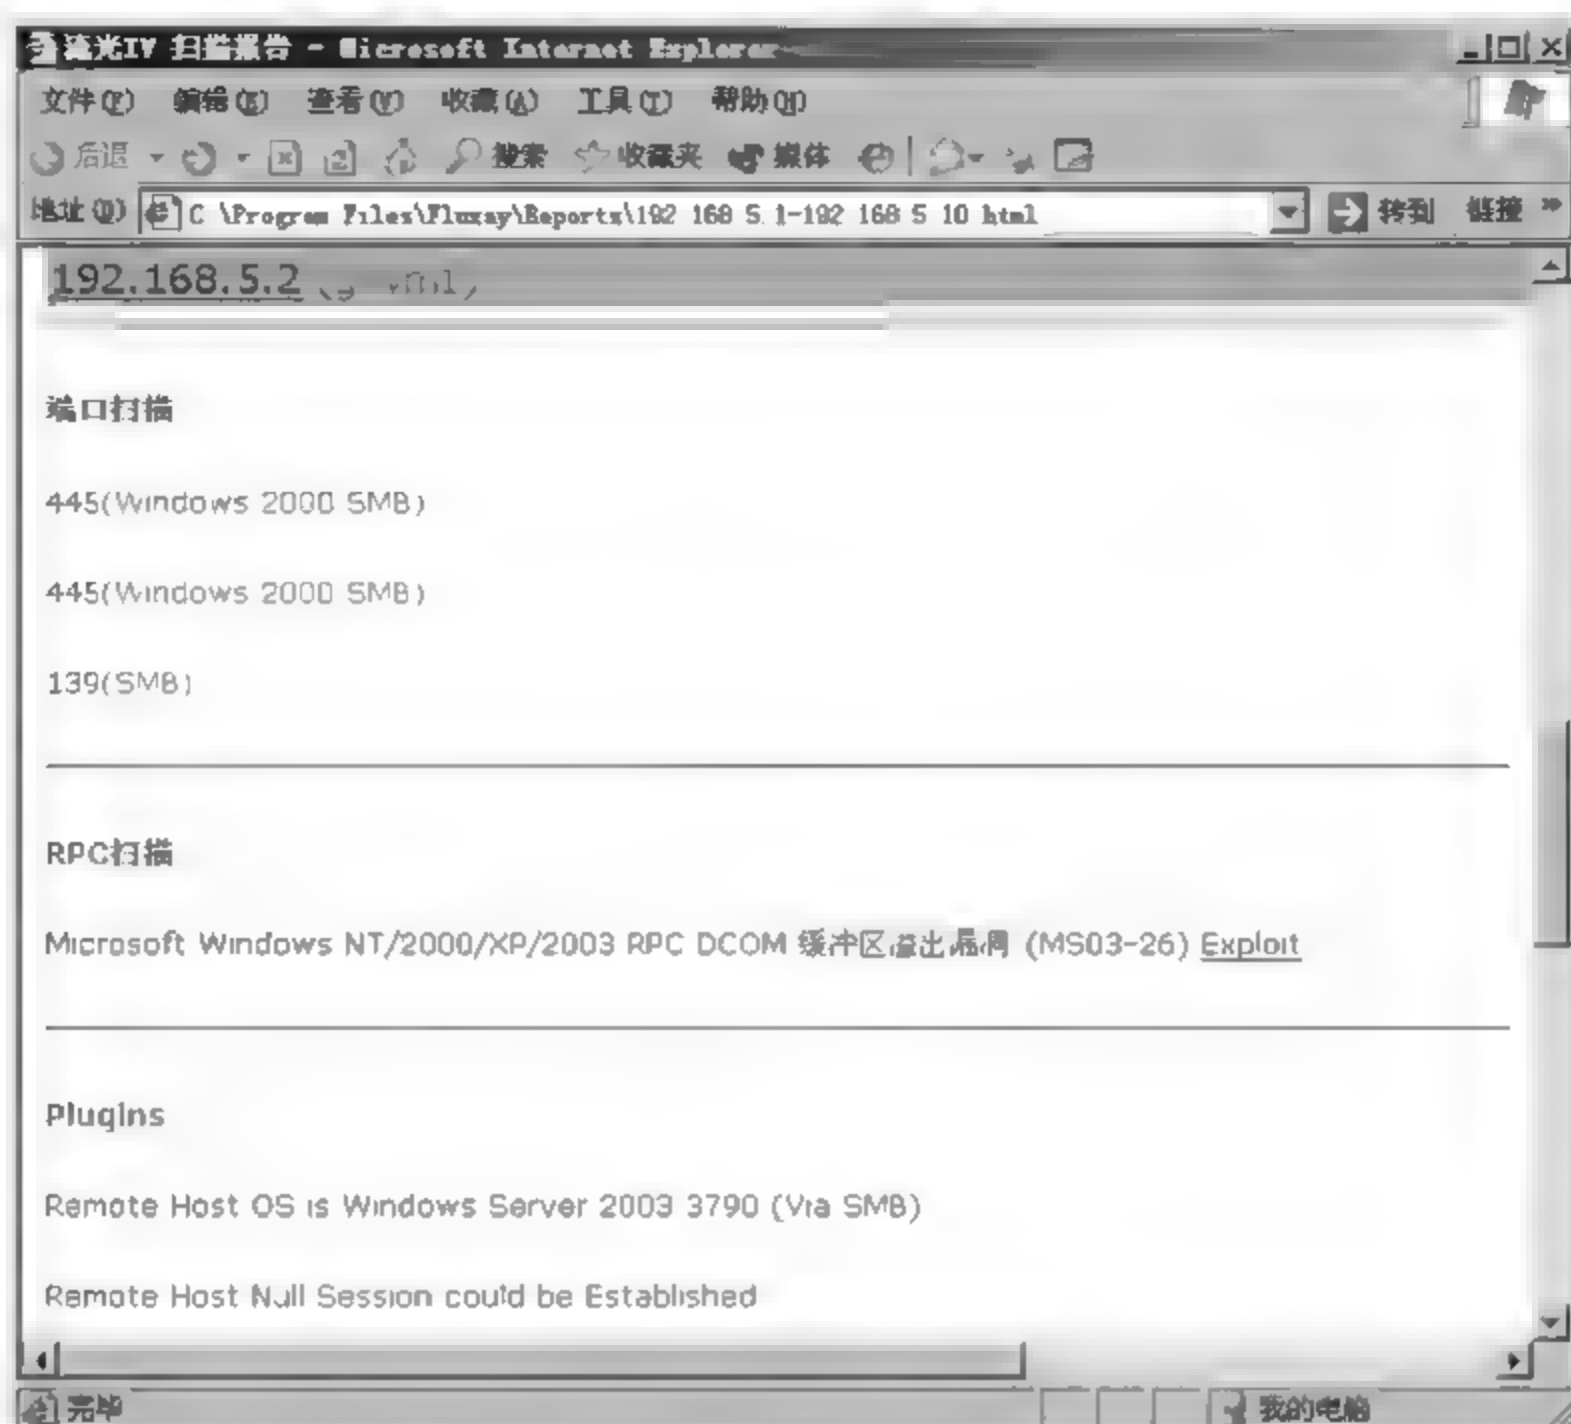 流光IV 扫描报告 - Microsoft Internet Explorer
文件(F) 编辑(E) 查看(V) 收藏(A) 工具(T) 帮助(H)
后退 搜索 收藏夹 媒体
地址(D) C \Program Files\Fluxay\Reports\192 168 5.1-192 168 5 10 html 转到 链接 »
192.168.5.2
端口扫描
445(Windows 2000 SMB)
445(Windows 2000 SMB)
139(SMB)
RPC扫描
Microsoft Windows NT/2000/XP/2003 RPC DCOM 缓冲区溢出漏洞 (MS03-26) Exploit
Plugins
Remote Host OS is Windows Server 2003 3790 (Via SMB)
Remote Host Null Session could be Established
完毕 我的电脑